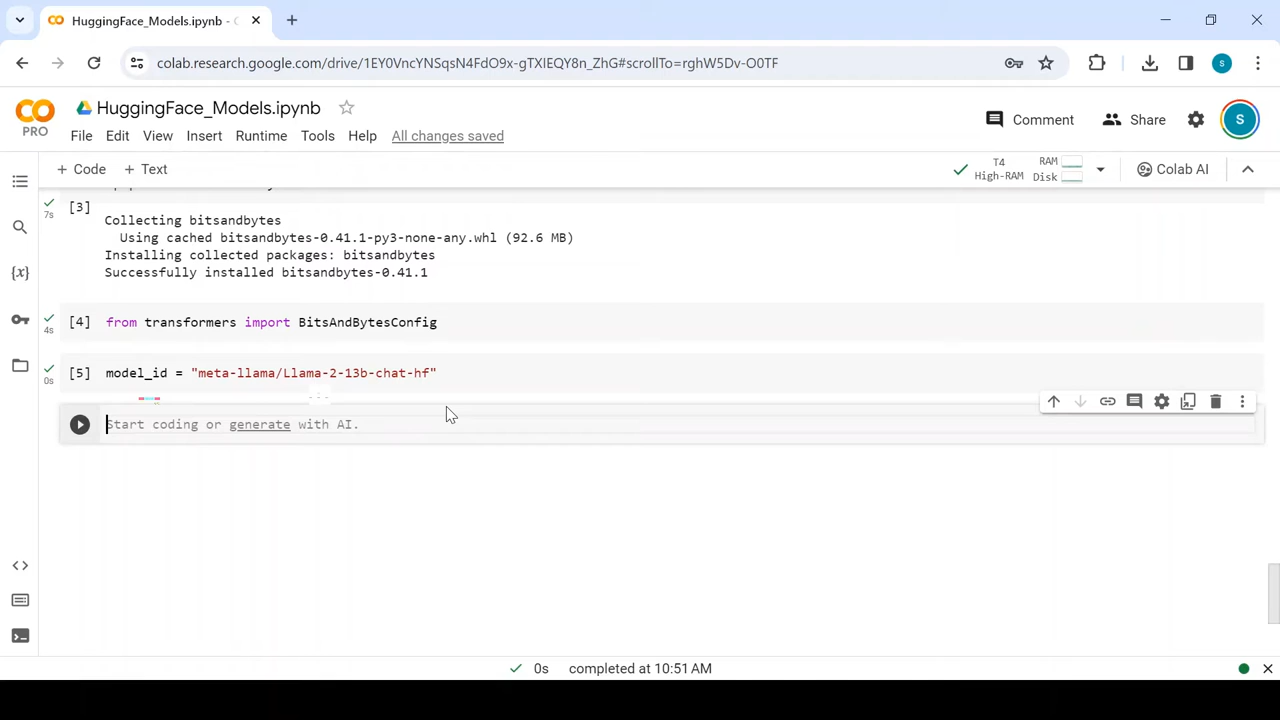 HuggingFace_Models.ipynb -
colab.research.google.com/drive/1EY0VncYNSqsN4FdO9x-gTXIEQY8n_ZhG#scrollTo=rghW5Dv-O0TF
S
CO
PRO
HuggingFace_Models.ipynb
File Edit View Insert Runtime Tools Help All changes saved
Comment Share S
+ Code + Text
T4 High-RAM RAM Disk Colab AI
[3]
7s
Collecting bitsandbytes
Using cached bitsandbytes-0.41.1-py3-none-any.whl (92.6 MB)
Installing collected packages: bitsandbytes
Successfully installed bitsandbytes-0.41.1
[4] from transformers import BitsAndBytesConfig
4s
[5] model_id = "meta-llama/Llama-2-13b-chat-hf"
0s
Start coding or generate with AI.
0s completed at 10:51 AM